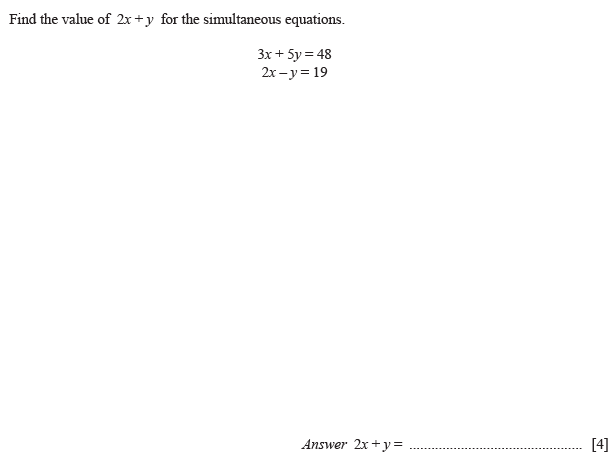 Find the value of 2x + y for the simultaneous equations.
3x + 5y = 48
2x – y = 19
Answer 2x + y = ............................................... [4]